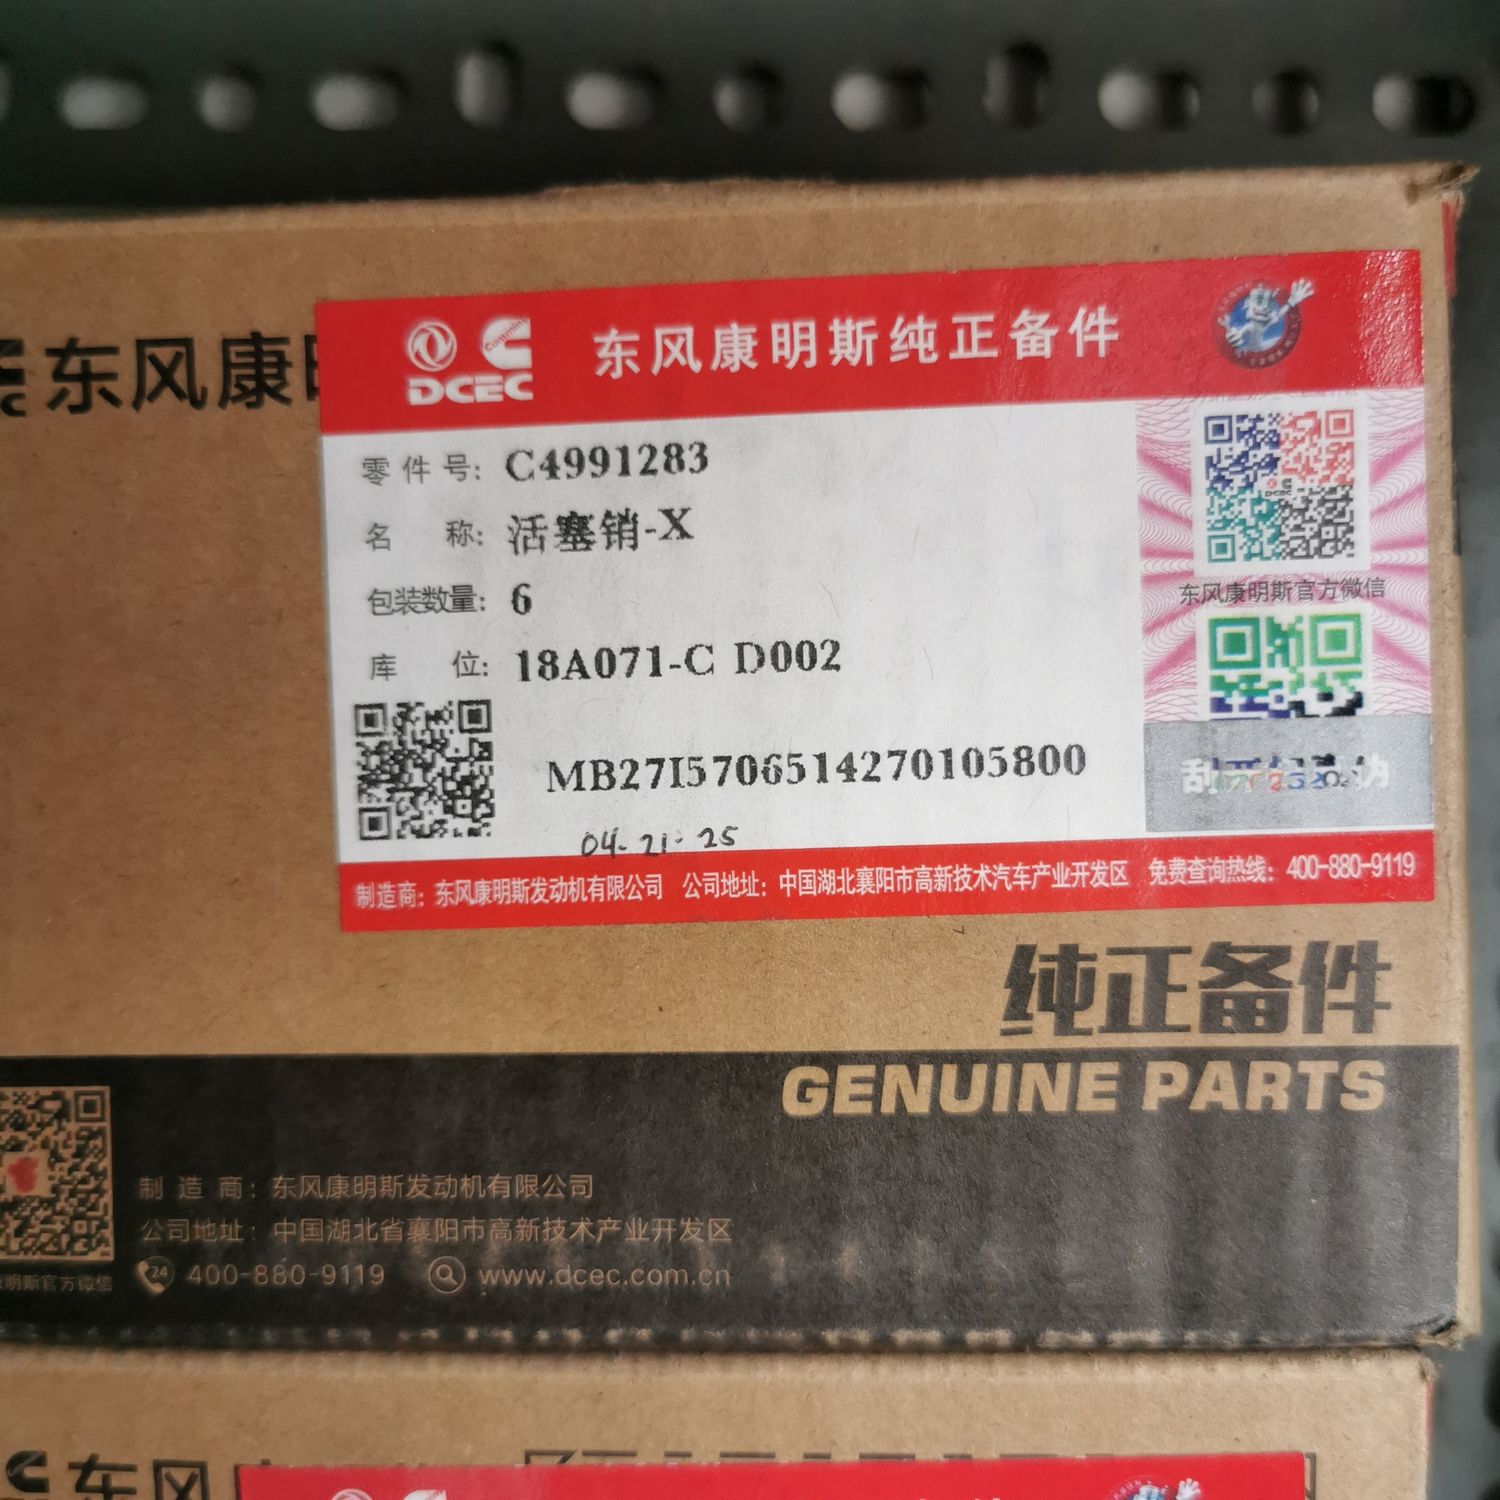 东风康
DCEC
Cummins
东风康明斯纯正备件
零件号: C4991283
名称: 活塞销-X
包装数量: 6
库位: 18A071-C D002
MB27I5706514270105800
04-21-25
东风康明斯官方微信
制造商: 东风康明斯发动机有限公司 公司地址: 中国湖北襄阳市高新技术汽车产业开发区 免费查询热线: 400-880-9119
纯正备件
GENUINE PARTS
制造商: 东风康明斯发动机有限公司
公司地址: 中国湖北省襄阳市高新技术产业开发区
400-880-9119 www.dcec.com.cn
明斯官方微信
东风